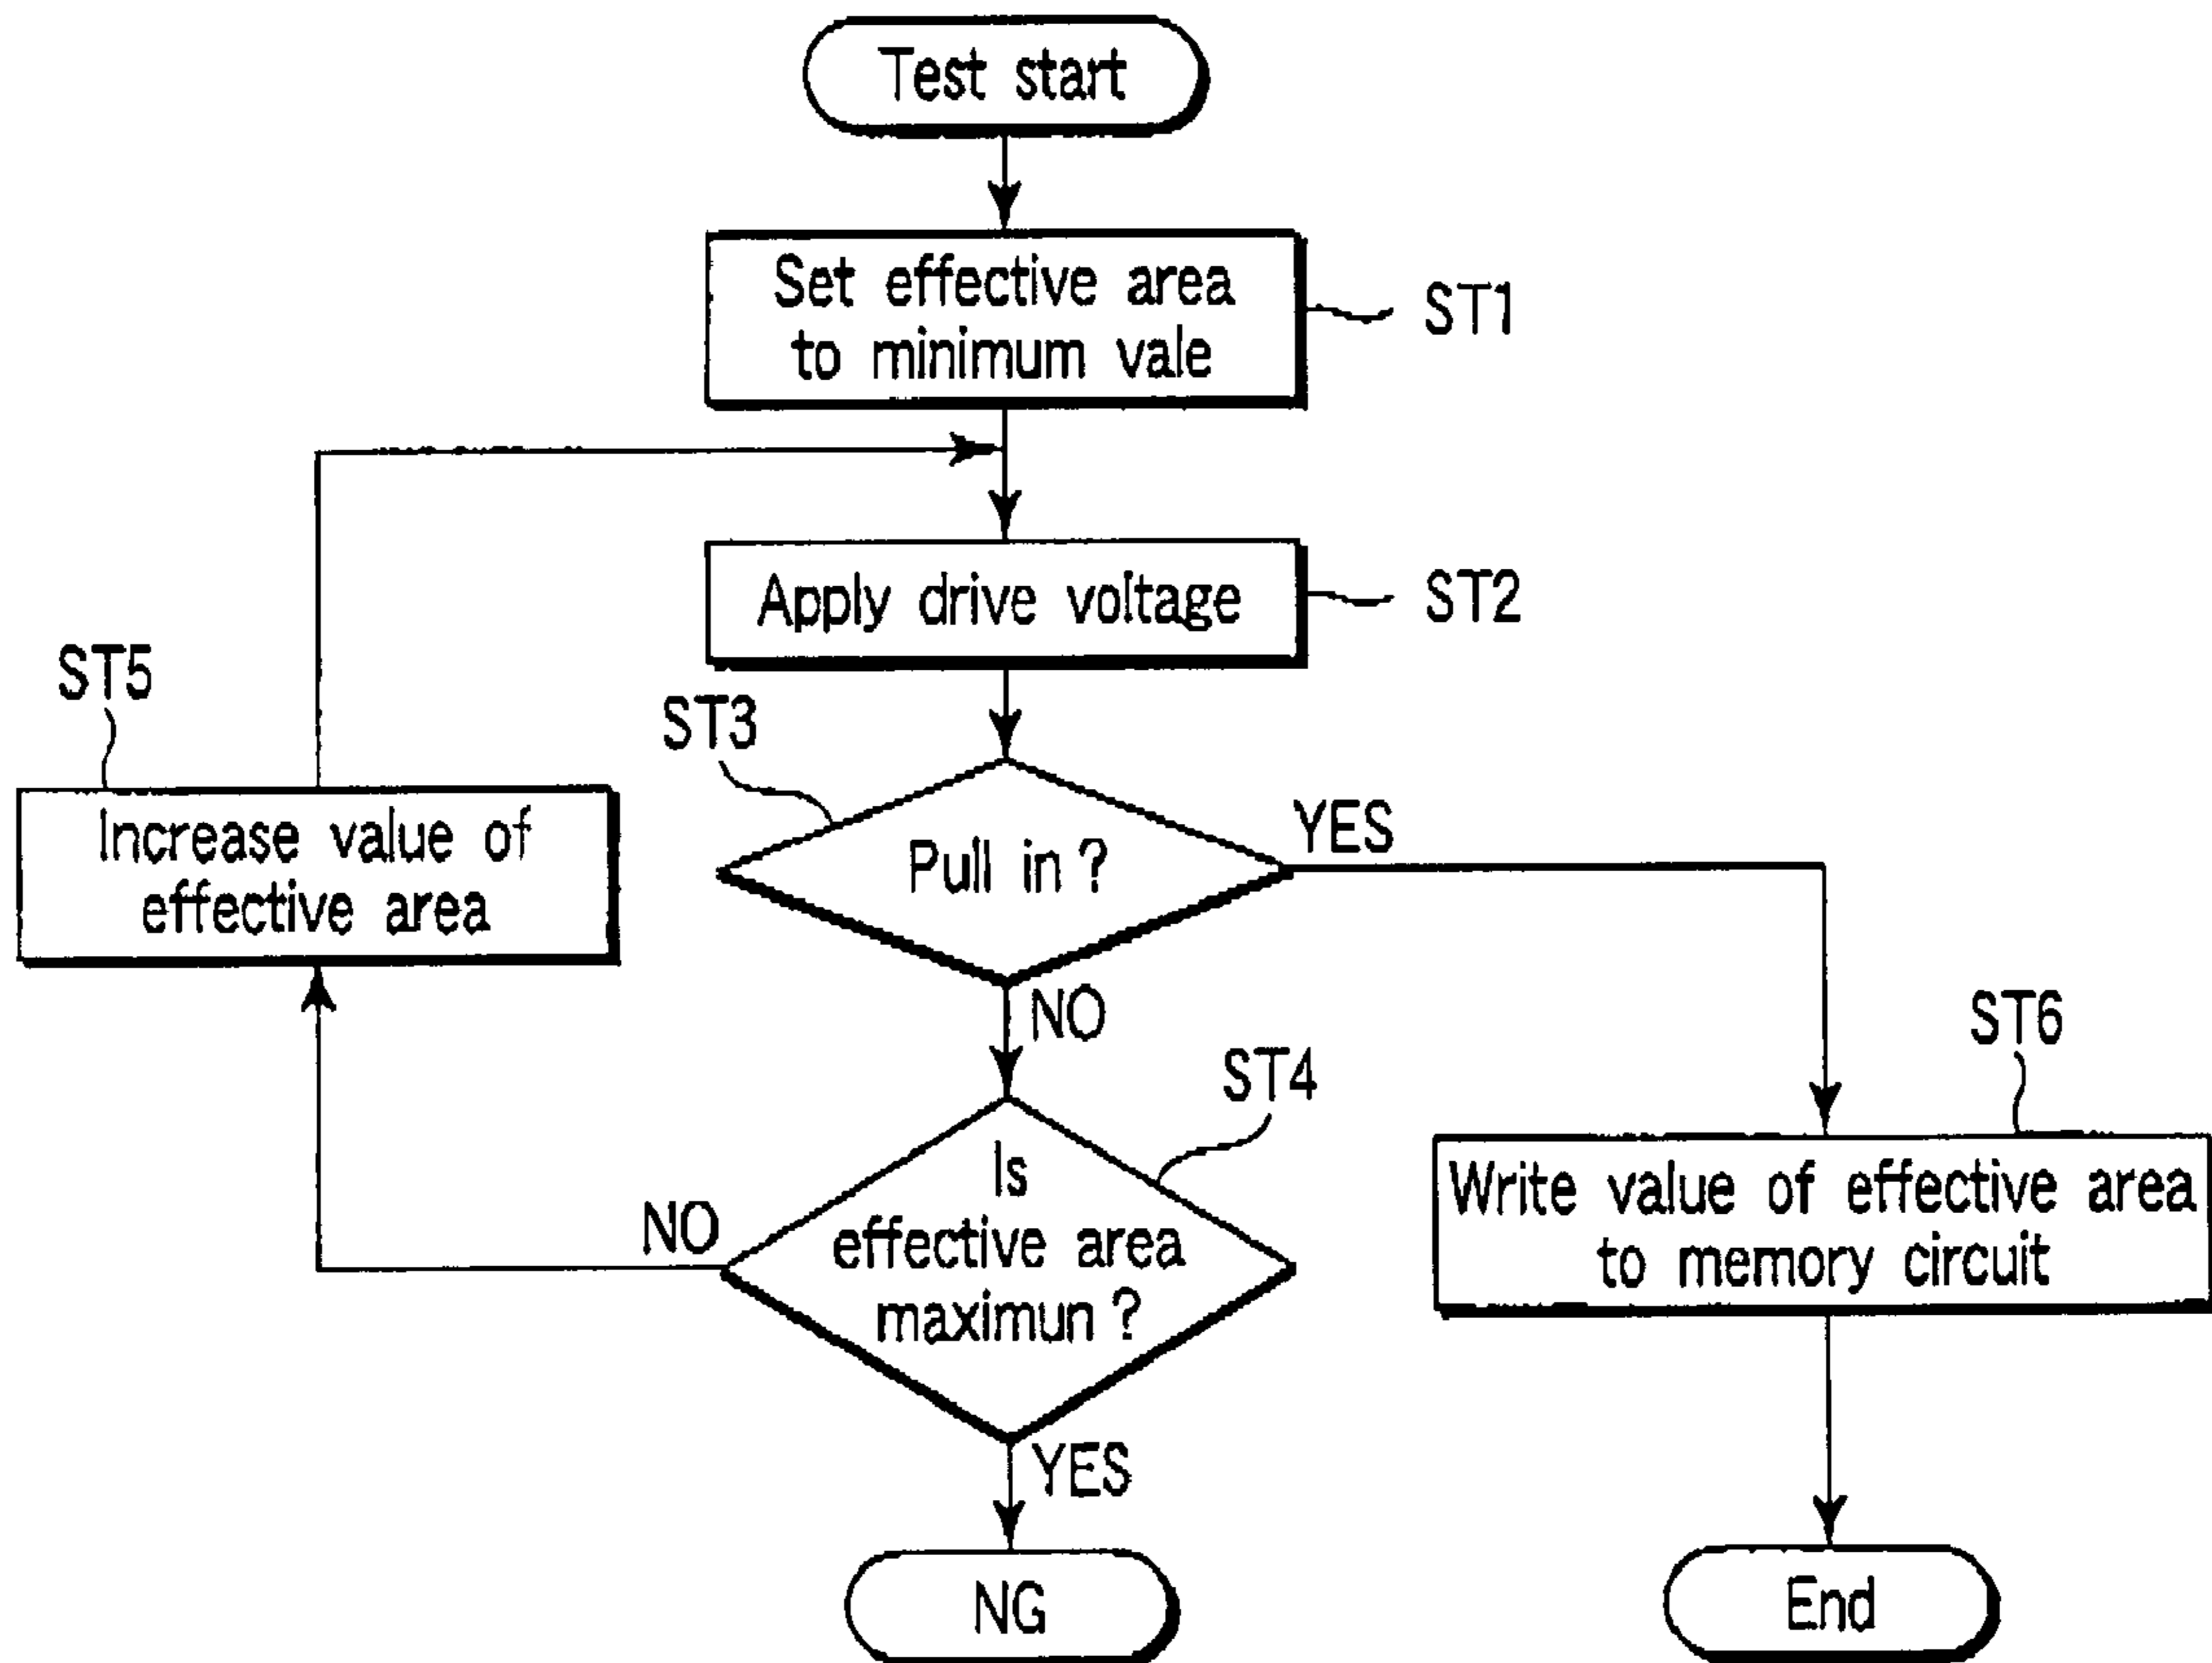 Test start
Set effective area
to minimum vale
ST1
Apply drive voltage
ST2
ST5
ST3
Increase value of
effective area
Pull in ?
YES
NO
ST4
ST6
Is
effective area
maximun ?
NO
Write value of effective area
to memory circuit
YES
NG
End